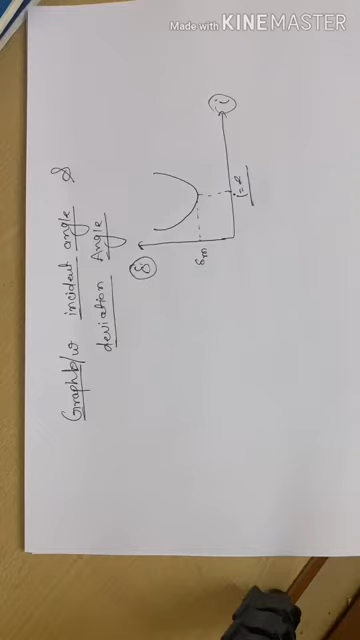 Made with KINEMASTER
Graph b/w incident angle &
deviation Angle
δ
δm
i=e
i